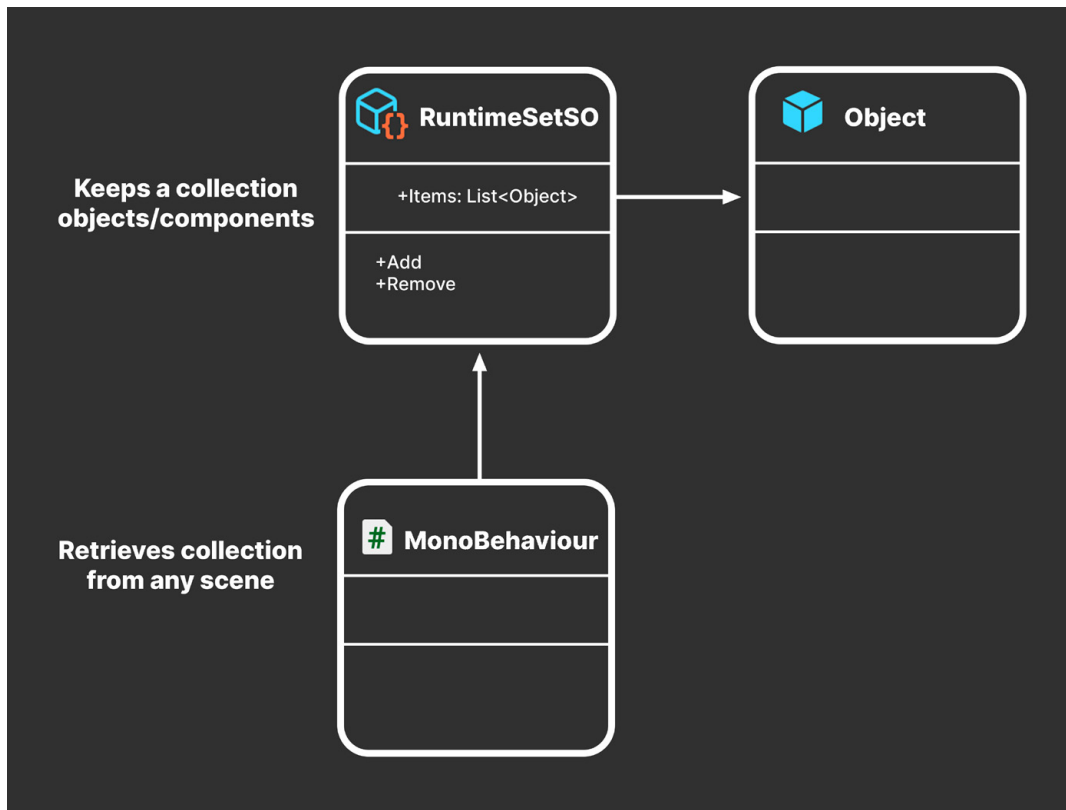 RuntimeSetSO
Object
Keeps a collection
objects/components
+Items: List<Object>
+Add
+Remove
#
MonoBehaviour
Retrieves collection
from any scene